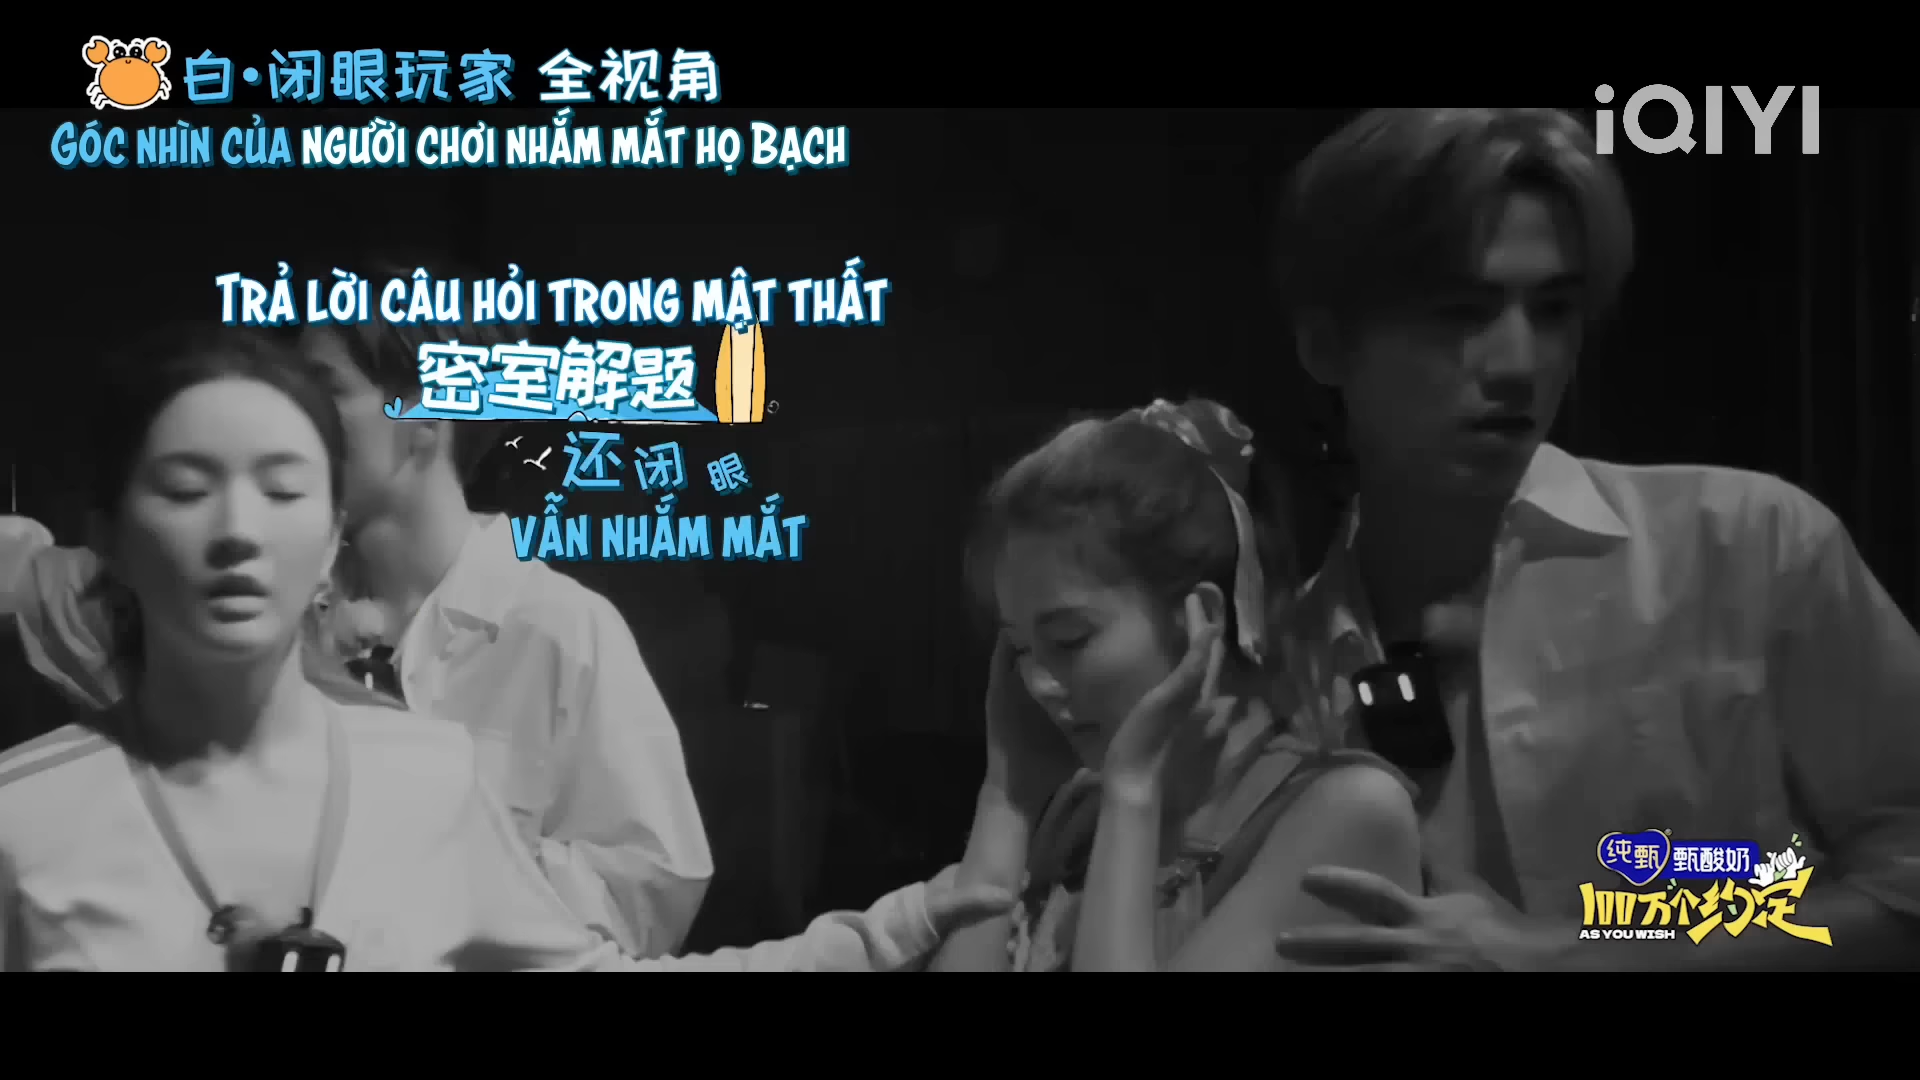 白·闭眼玩家 全视角
iQIYI
GÓC NHÌN CỦA NGƯỜI CHƠI NHẮM MẮT HỌ BẠCH
TRẢ LỜI CÂU HỎI TRONG MẬT THẤT
密室解题
还闭眼
VẪN NHẮM MẮT
纯甄 甄酸奶
100万个约定
AS YOU WISH